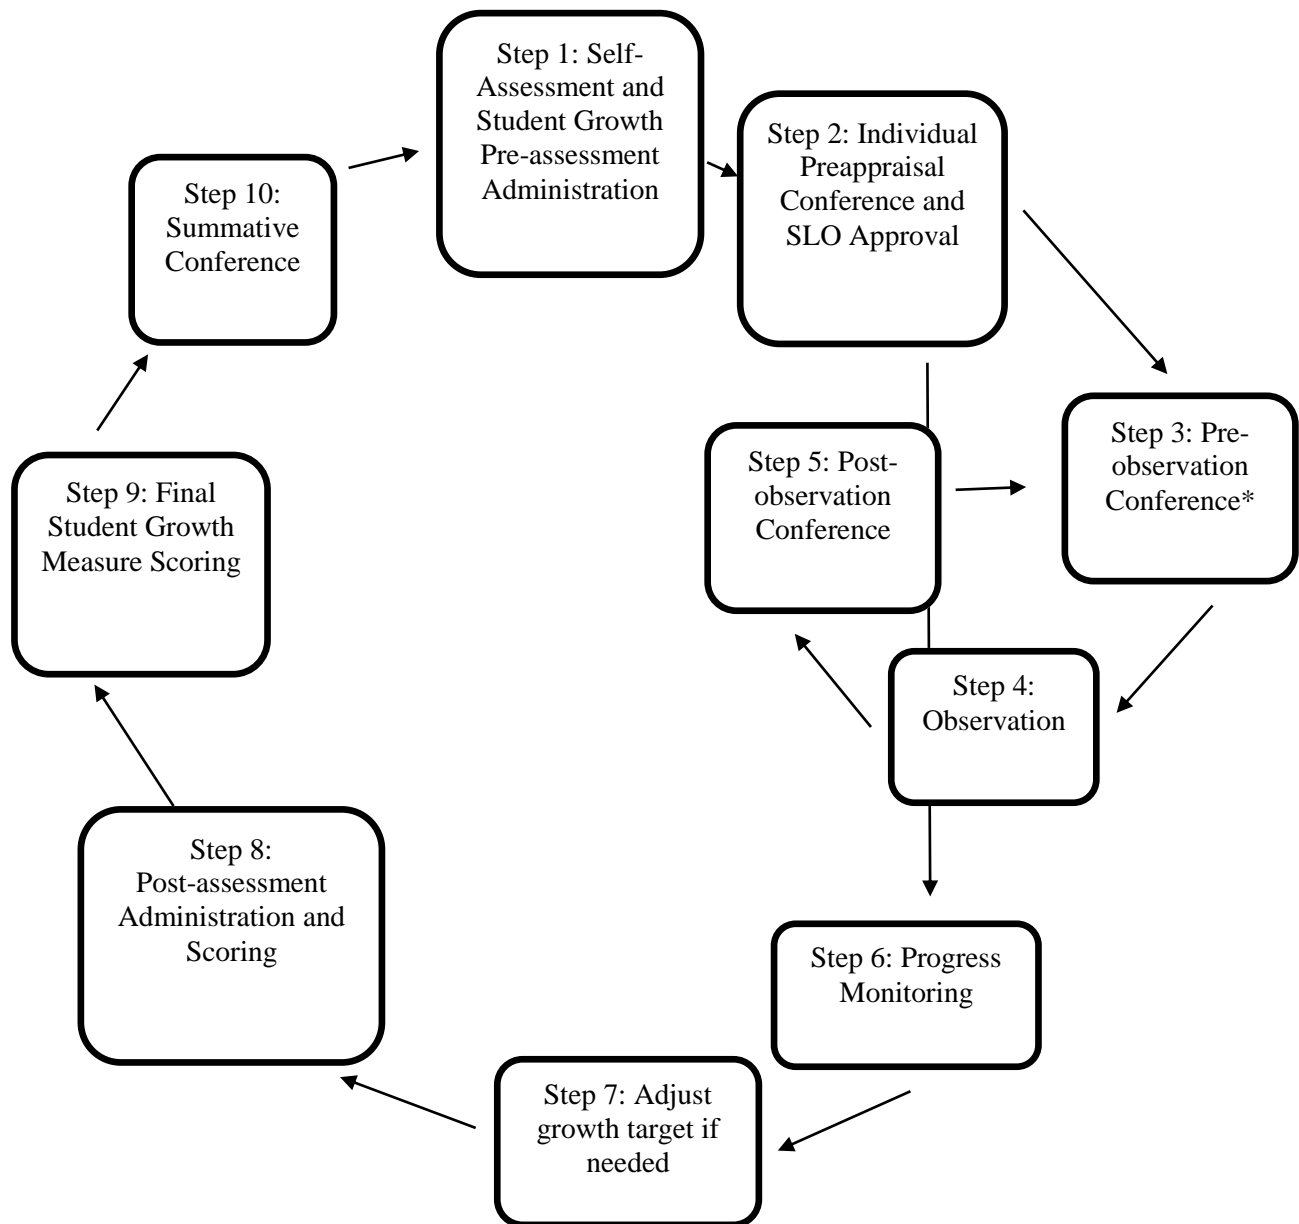 Step 1: Self-
Assessment and
Student Growth
Pre-assessment
Administration
Step 2: Individual
Preappraisal
Conference and
SLO Approval
Step 3: Pre-
observation
Conference*
Step 4:
Observation
Step 5: Post-
observation
Conference
Step 6: Progress
Monitoring
Step 7: Adjust
growth target if
needed
Step 8:
Post-assessment
Administration and
Scoring
Step 9: Final
Student Growth
Measure Scoring
Step 10:
Summative
Conference